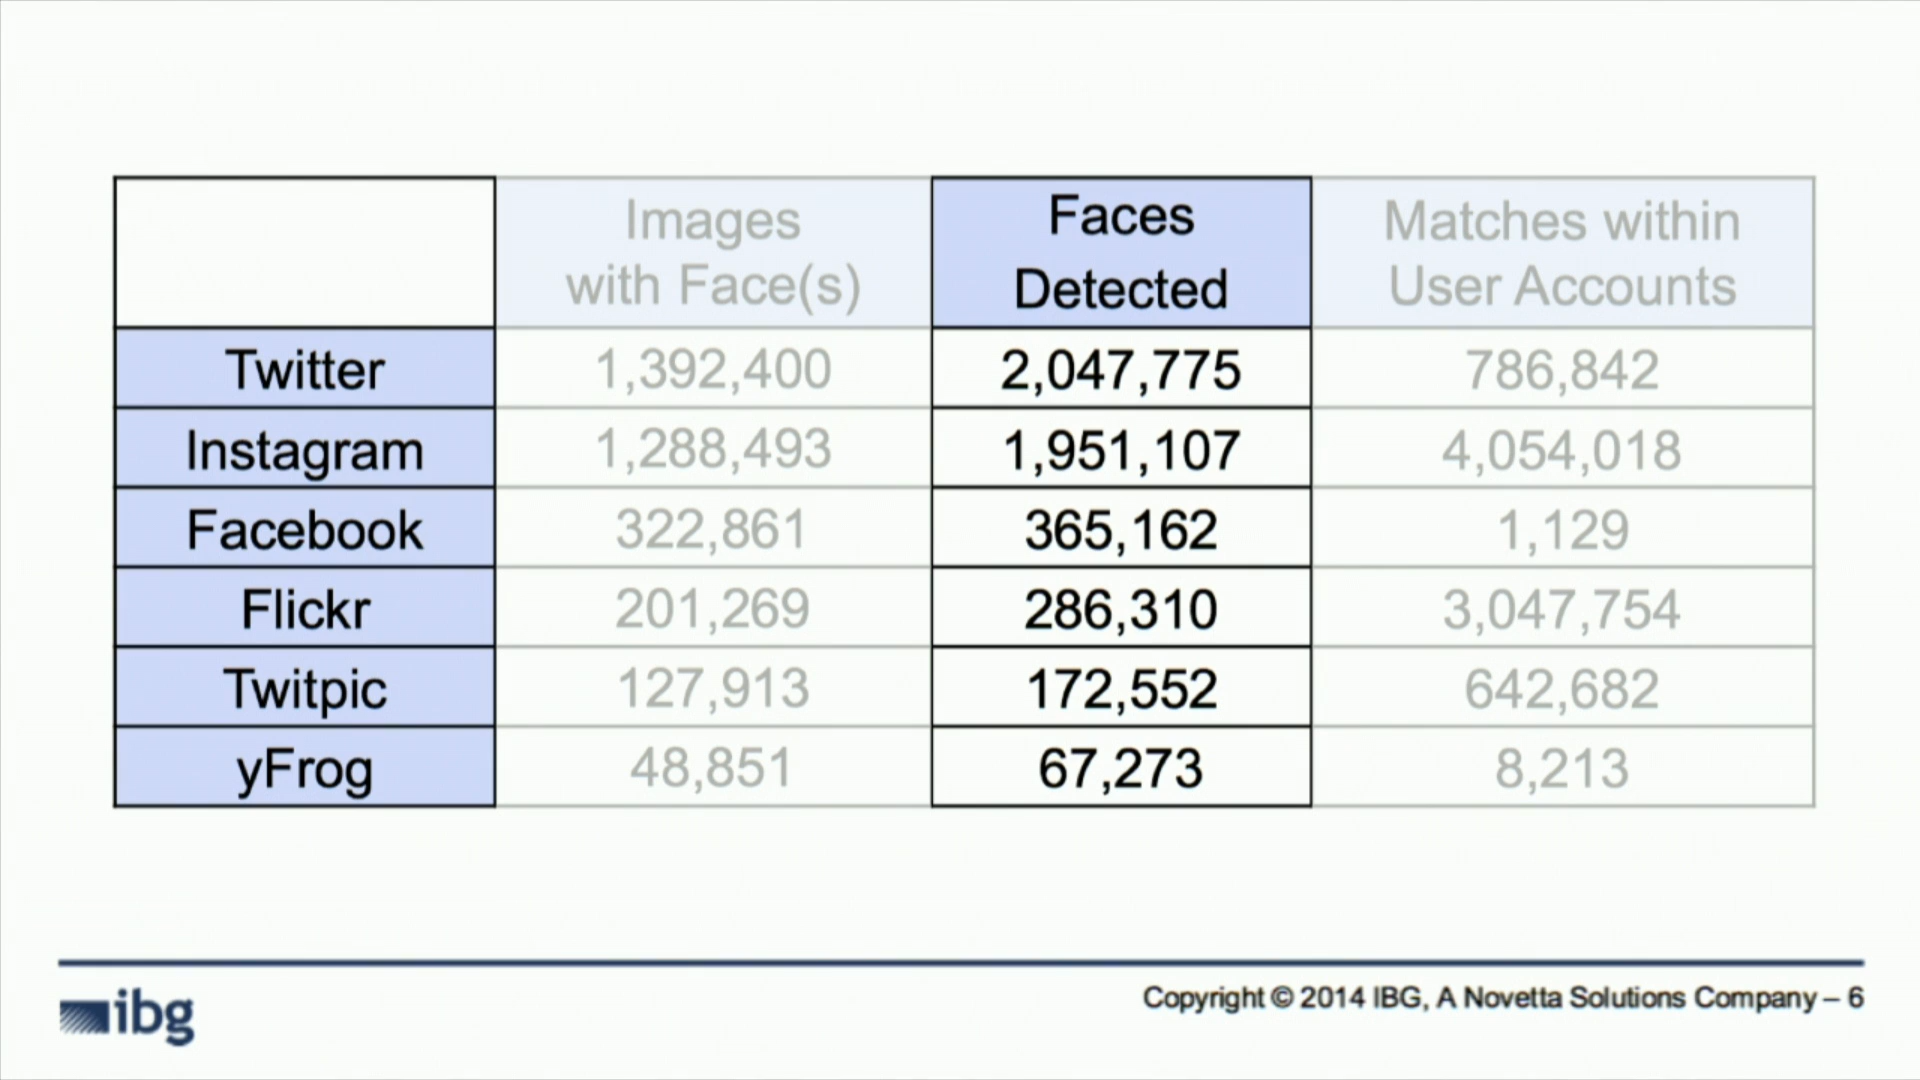 Images with Face(s) Faces Detected Matches within User Accounts
Twitter 1,392,400 2,047,775 786,842
Instagram 1,288,493 1,951,107 4,054,018
Facebook 322,861 365,162 1,129
Flickr 201,269 286,310 3,047,754
Twitpic 127,913 172,552 642,682
yFrog 48,851 67,273 8,213
ibg
Copyright © 2014 IBG, A Novetta Solutions Company – 6